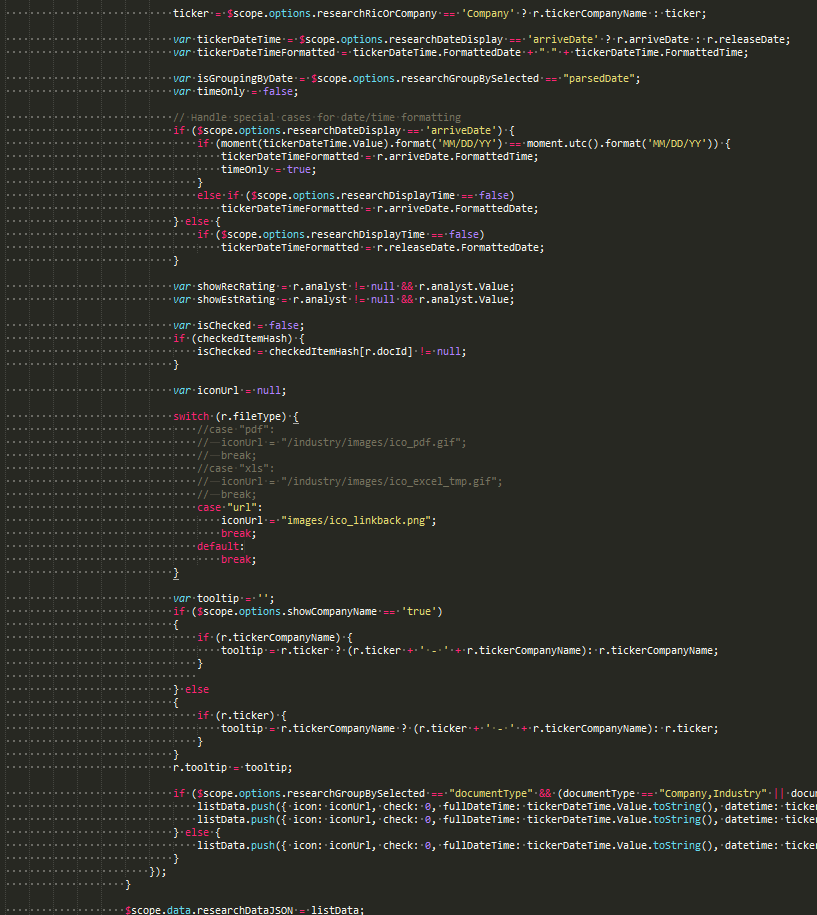 ticker = $scope.options.researchRicOrCompany == 'Company' ? r.tickerCompanyName : ticker;
var tickerDateTime = $scope.options.researchDateDisplay == 'arriveDate' ? r.arriveDate : r.releaseDate;
var tickerDateTimeFormatted = tickerDateTime.FormattedDate + " " + tickerDateTime.FormattedTime;
var isGroupingByDate = $scope.options.researchGroupBySelected == "parsedDate";
var timeOnly = false;
// Handle special cases for date/time formatting
if ($scope.options.researchDateDisplay == 'arriveDate') {
if (moment(tickerDateTime.Value).format('MM/DD/YY') == moment.utc().format('MM/DD/YY')) {
tickerDateTimeFormatted = r.arriveDate.FormattedTime;
timeOnly = true;
}
else if ($scope.options.researchDisplayTime == false)
tickerDateTimeFormatted = r.arriveDate.FormattedDate;
} else {
if ($scope.options.researchDisplayTime == false)
tickerDateTimeFormatted = r.releaseDate.FormattedDate;
}
var showRecRating = r.analyst != null && r.analyst.Value;
var showEstRating = r.analyst != null && r.analyst.Value;
var isChecked = false;
if (checkedItemHash) {
isChecked = checkedItemHash[r.docId] != null;
}
var iconUrl = null;
switch (r.fileType) {
//case "pdf":
//  iconUrl = "/industry/images/ico_pdf.gif";
//  break;
//case "xls":
//  iconUrl = "/industry/images/ico_excel_tmp.gif";
//  break;
case "url":
iconUrl = "images/ico_linkback.png";
break;
default:
break;
}
var tooltip = '';
if ($scope.options.showCompanyName == 'true')
{
if (r.tickerCompanyName) {
tooltip = r.ticker ? (r.ticker + ' - ' + r.tickerCompanyName): r.tickerCompanyName;
}
} else
{
if (r.ticker) {
tooltip = r.tickerCompanyName ? (r.ticker + ' - ' + r.tickerCompanyName): r.ticker;
}
}
r.tooltip = tooltip;
if ($scope.options.researchGroupBySelected == "documentType" && (documentType == "Company,Industry" || docu
listData.push({ icon: iconUrl, check: 0, fullDateTime: tickerDateTime.Value.toString(), datetime: ticker
listData.push({ icon: iconUrl, check: 0, fullDateTime: tickerDateTime.Value.toString(), datetime: ticker
} else {
listData.push({ icon: iconUrl, check: 0, fullDateTime: tickerDateTime.Value.toString(), datetime: ticker
}
});
}
$scope.data.researchDataJSON = listData;